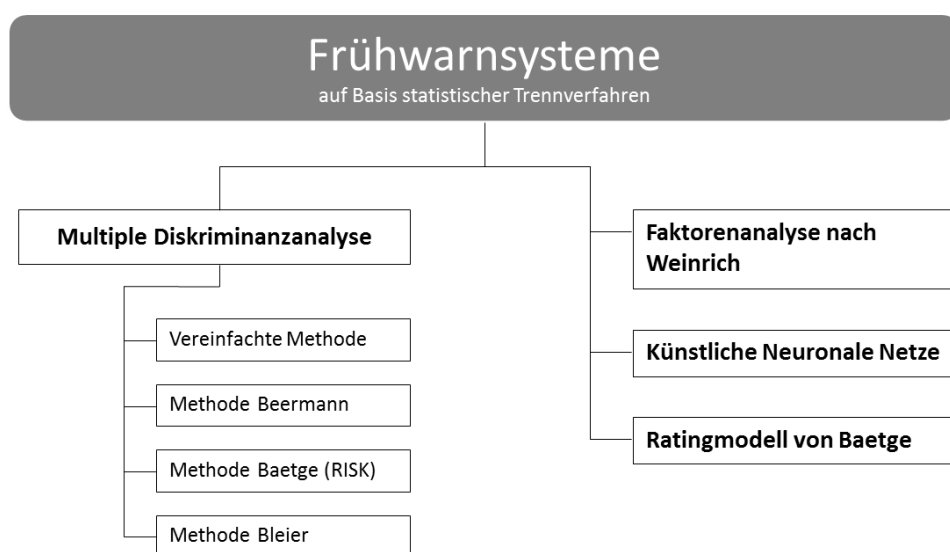 Frühwarnsysteme
auf Basis statistischer Trennverfahren
Multiple Diskriminanzanalyse
Vereinfachte Methode
Methode Beermann
Methode Baetge (RISK)
Methode Bleier
Faktorenanalyse nach
Weinrich
Künstliche Neuronale Netze
Ratingmodell von Baetge